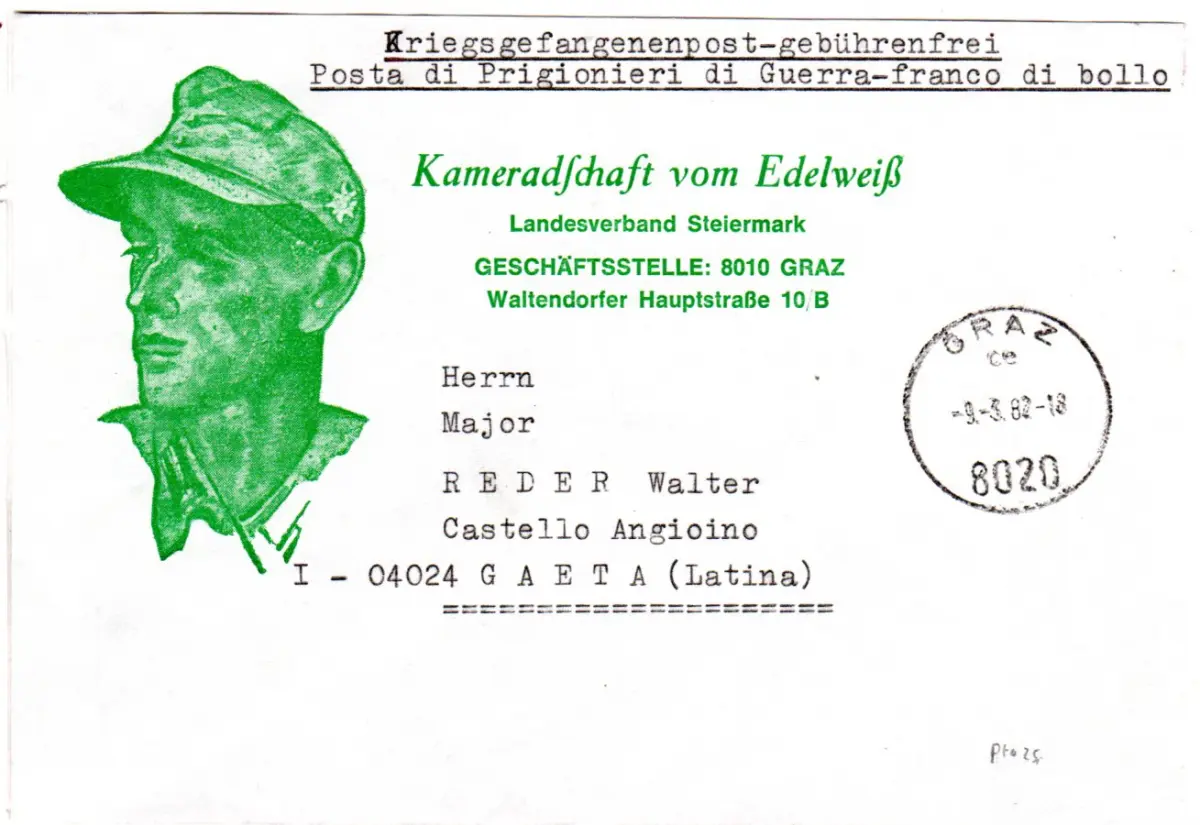 Kriegsgefangenenpost-gebührenfrei
Posta di Prigionieri di Guerra-franco di bollo
Kameradſchaft vom Edelweiß
Landesverband Steiermark
GESCHÄFTSSTELLE: 8010 GRAZ
Waltendorfer Hauptstraße 10/B
GRAZ
ce
-9.-3.82-18
8020
Herrn
Major
R E D E R Walter
Castello Angioino
I - 04024 G A E T A (Latina)
=====================